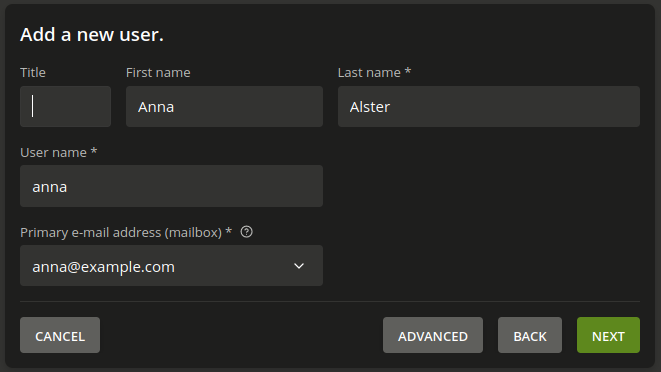 Add a new user.
Title First name Last name *
Anna Alster
User name *
anna
Primary e-mail address (mailbox) *
anna@example.com
CANCEL ADVANCED BACK NEXT